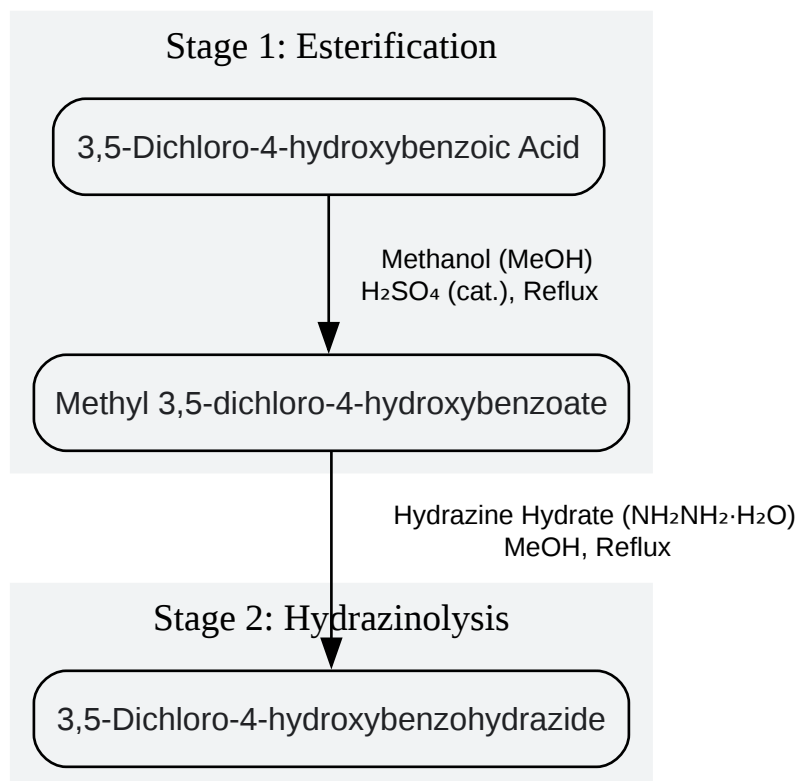 Stage 1: Esterification
3,5-Dichloro-4-hydroxybenzoic Acid
Methanol (MeOH)
H₂SO₄ (cat.), Reflux
Methyl 3,5-dichloro-4-hydroxybenzoate
Hydrazine Hydrate (NH₂NH₂·H₂O)
MeOH, Reflux
Stage 2: Hydrazinolysis
3,5-Dichloro-4-hydroxybenzohydrazide